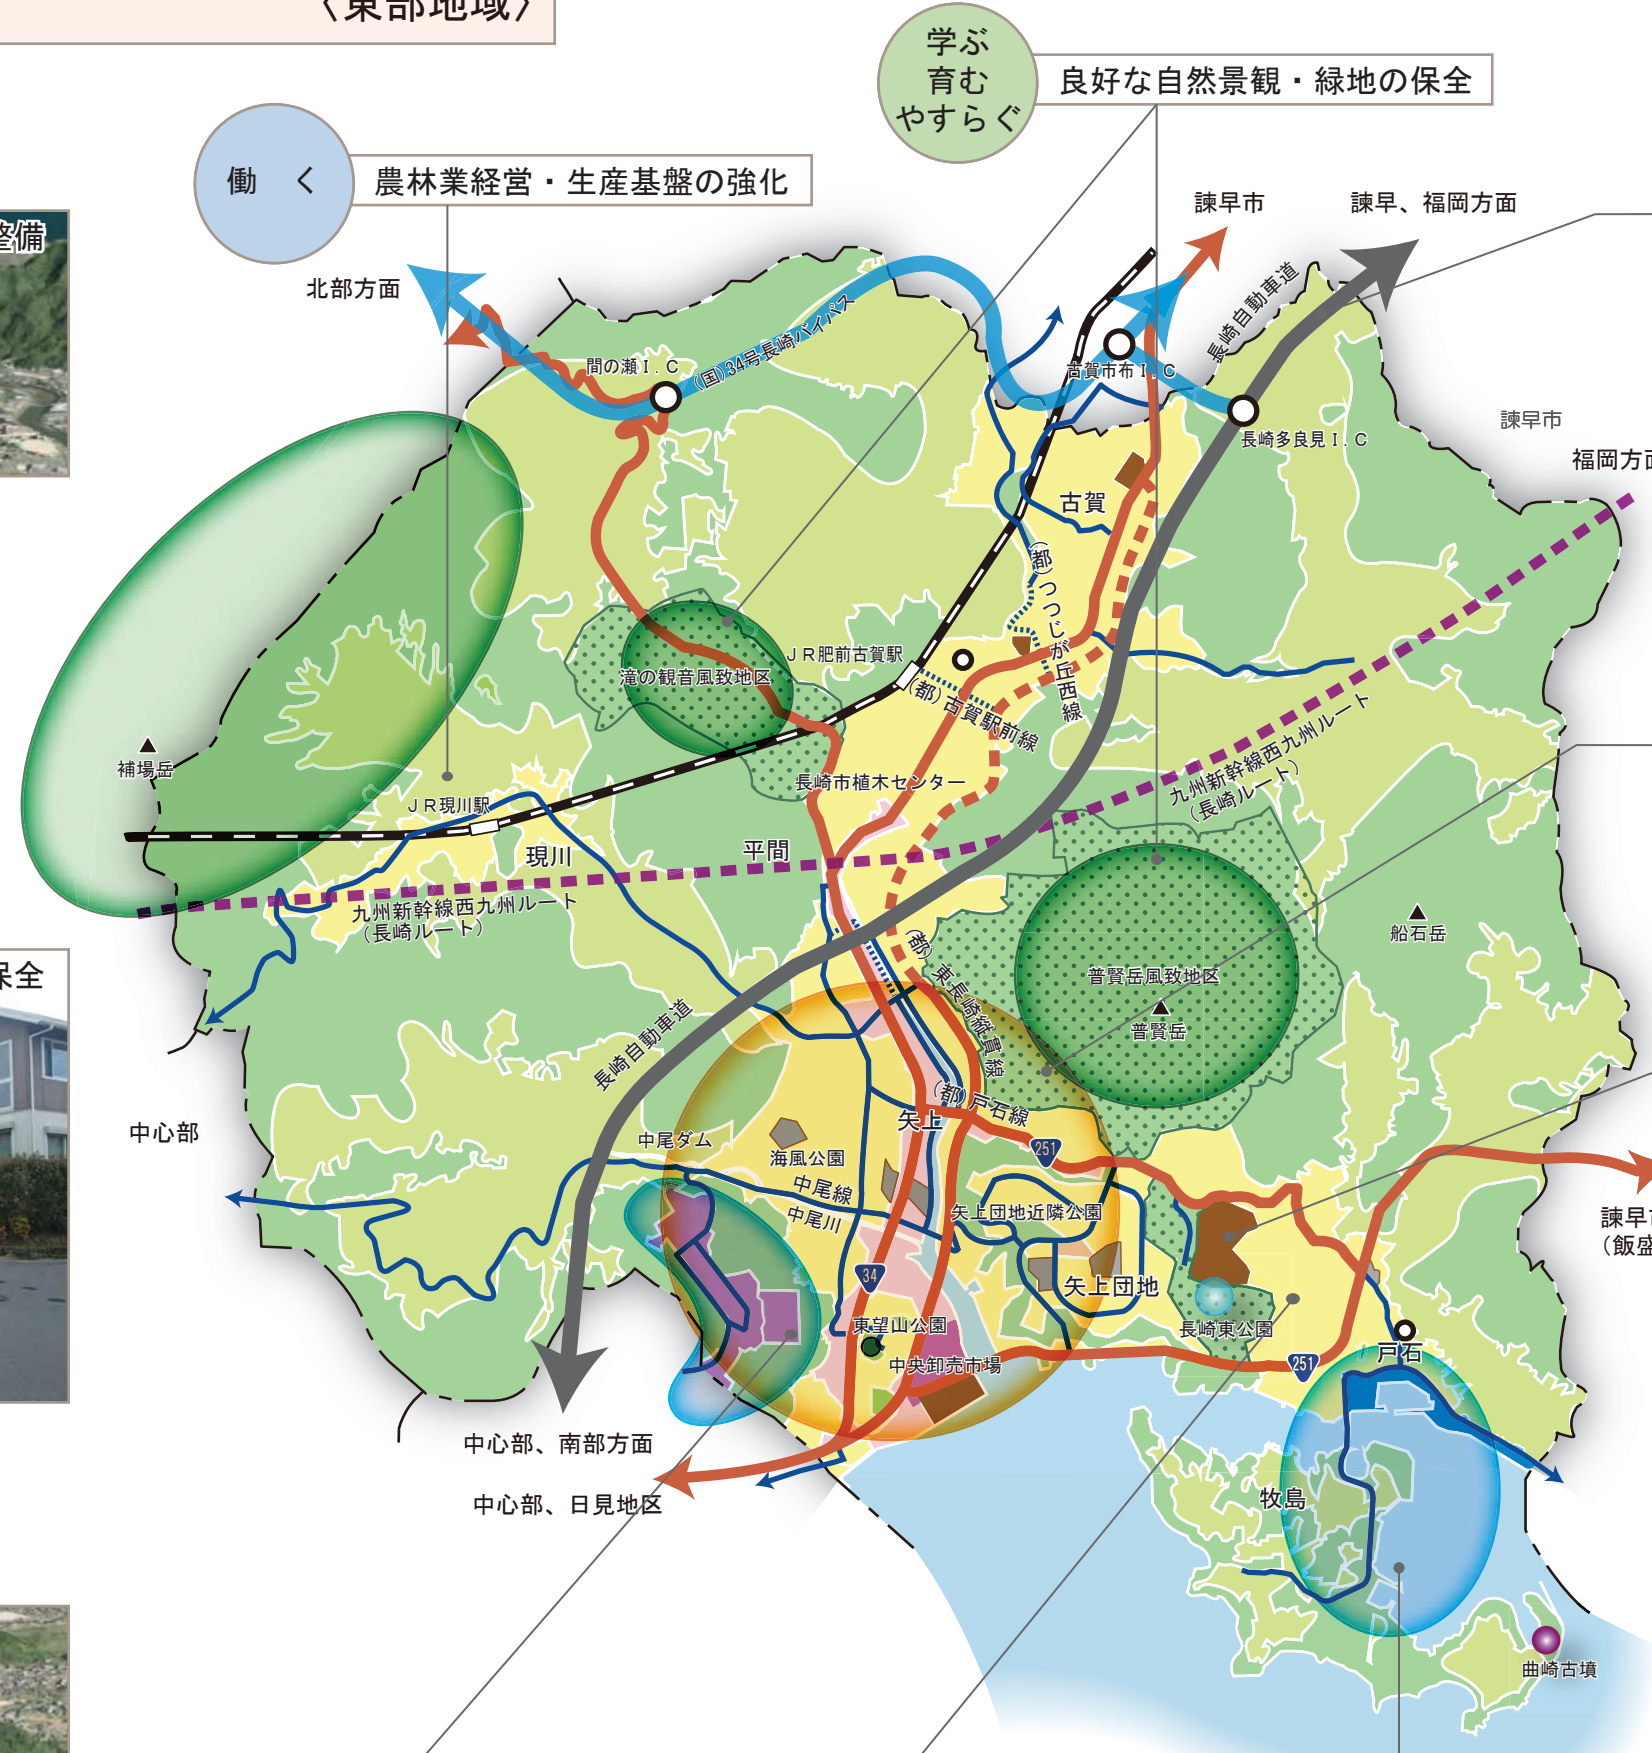 〈東部地域〉
学ぶ
育む
やすらぐ
良好な自然景観・緑地の保全
働　く
農林業経営・生産基盤の強化
整備
北部方面
諫早市
諫早、福岡方面
長崎自動車道
(国)34号長崎バイパス
間の瀬Ｉ.Ｃ
古賀市布Ｉ.Ｃ
長崎多良見Ｉ.Ｃ
諫早市
福岡方面
古賀
(都)つつじが丘西線
ＪＲ肥前古賀駅
滝の観音風致地区
(都)古賀駅前線
九州新幹線西九州ルート
（長崎ルート）
補場岳
長崎市植木センター
ＪＲ現川駅
現川
平間
九州新幹線西九州ルート
（長崎ルート）
船石岳
(都)東長崎縦貫線
普賢岳風致地区
普賢岳
保全
長崎自動車道
中心部
中尾ダム
海風公園
(都)戸石線
矢上
251
中尾線
中尾川
矢上団地近隣公園
諫早市
（飯盛
34
矢上団地
東望山公園
長崎東公園
中央卸売市場
251
戸石
中心部、南部方面
中心部、日見地区
牧島
曲崎古墳